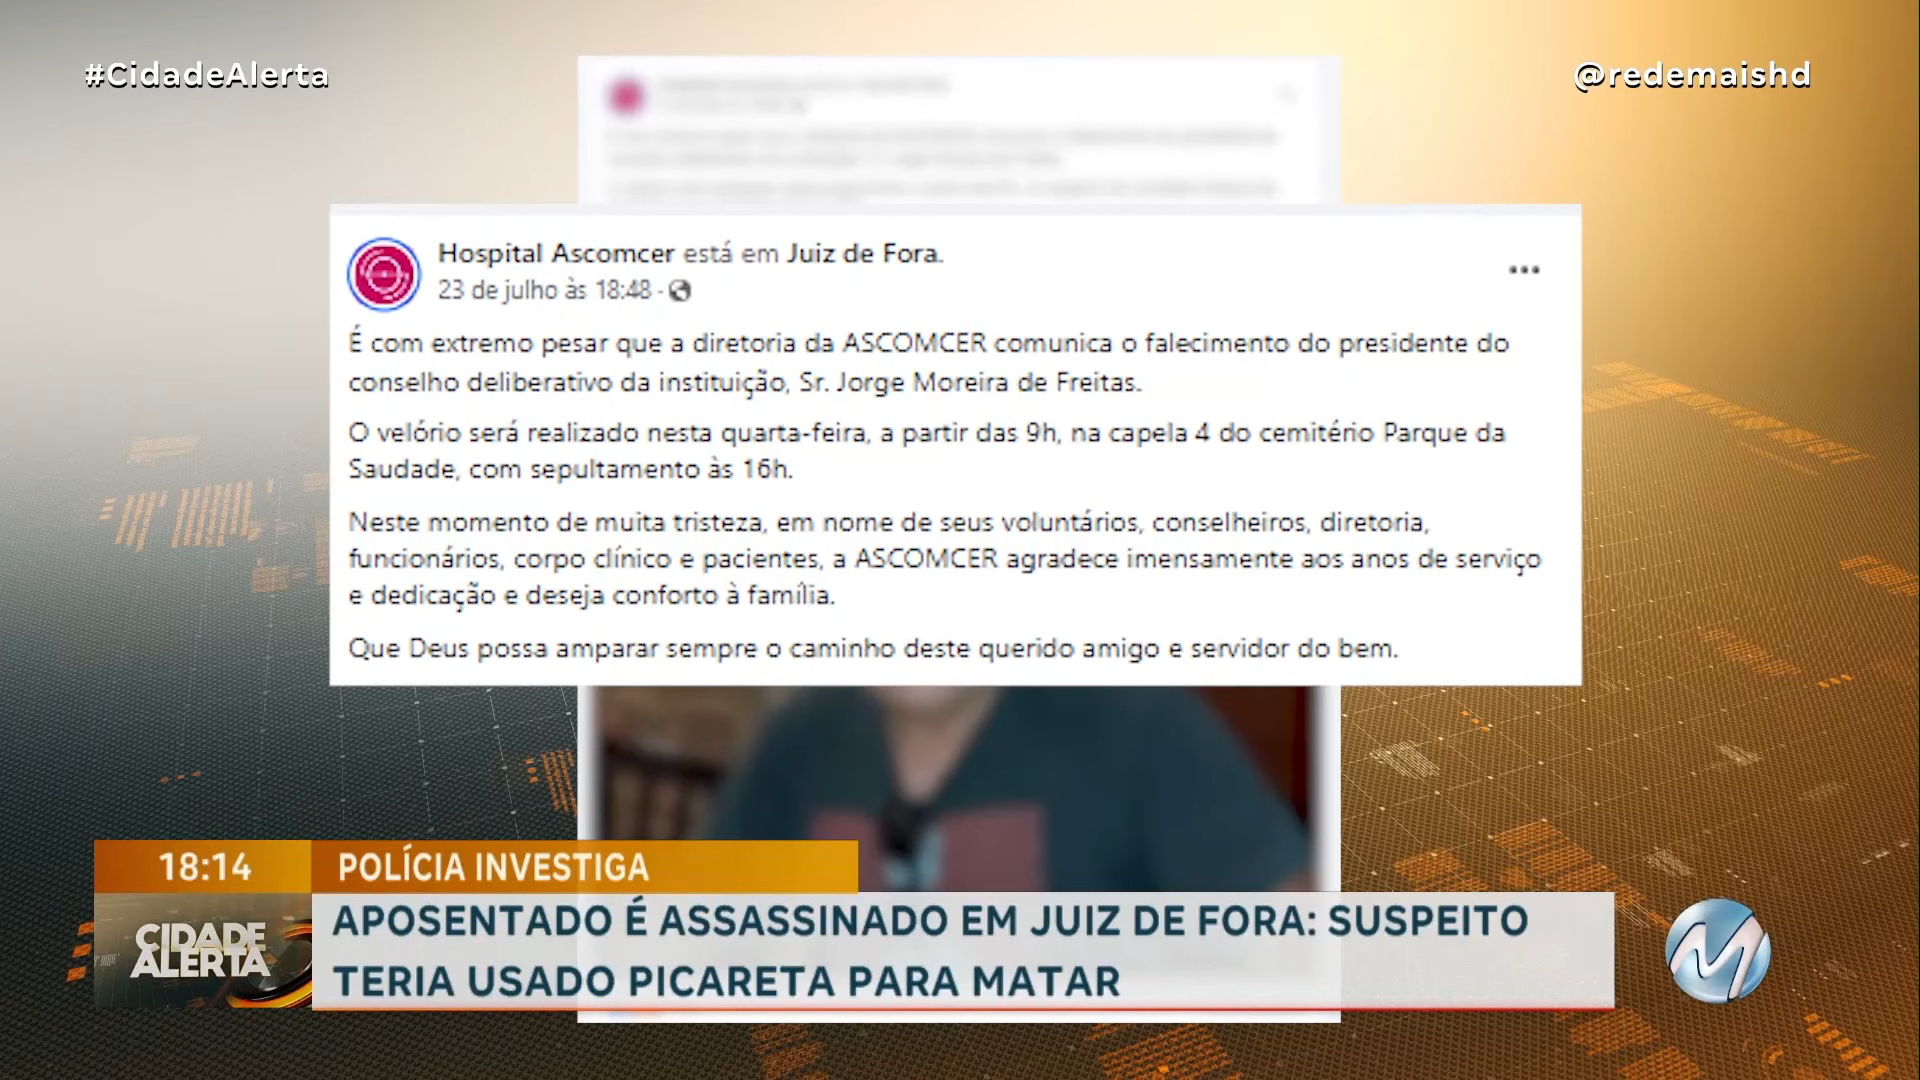 #CidadeAlerta
@redemaishd
Hospital Ascomcer está em Juiz de Fora.
23 de julho às 18:48 ·
É com extremo pesar que a diretoria da ASCOMCER comunica o falecimento do presidente do
conselho deliberativo da instituição, Sr. Jorge Moreira de Freitas.
O velório será realizado nesta quarta-feira, a partir das 9h, na capela 4 do cemitério Parque da
Saudade, com sepultamento às 16h.
Neste momento de muita tristeza, em nome de seus voluntários, conselheiros, diretoria,
funcionários, corpo clínico e pacientes, a ASCOMCER agradece imensamente aos anos de serviço
e dedicação e deseja conforto à família.
Que Deus possa amparar sempre o caminho deste querido amigo e servidor do bem.
18:14
POLÍCIA INVESTIGA
CIDADE
ALERTA
APOSENTADO É ASSASSINADO EM JUIZ DE FORA: SUSPEITO
TERIA USADO PICARETA PARA MATAR
M